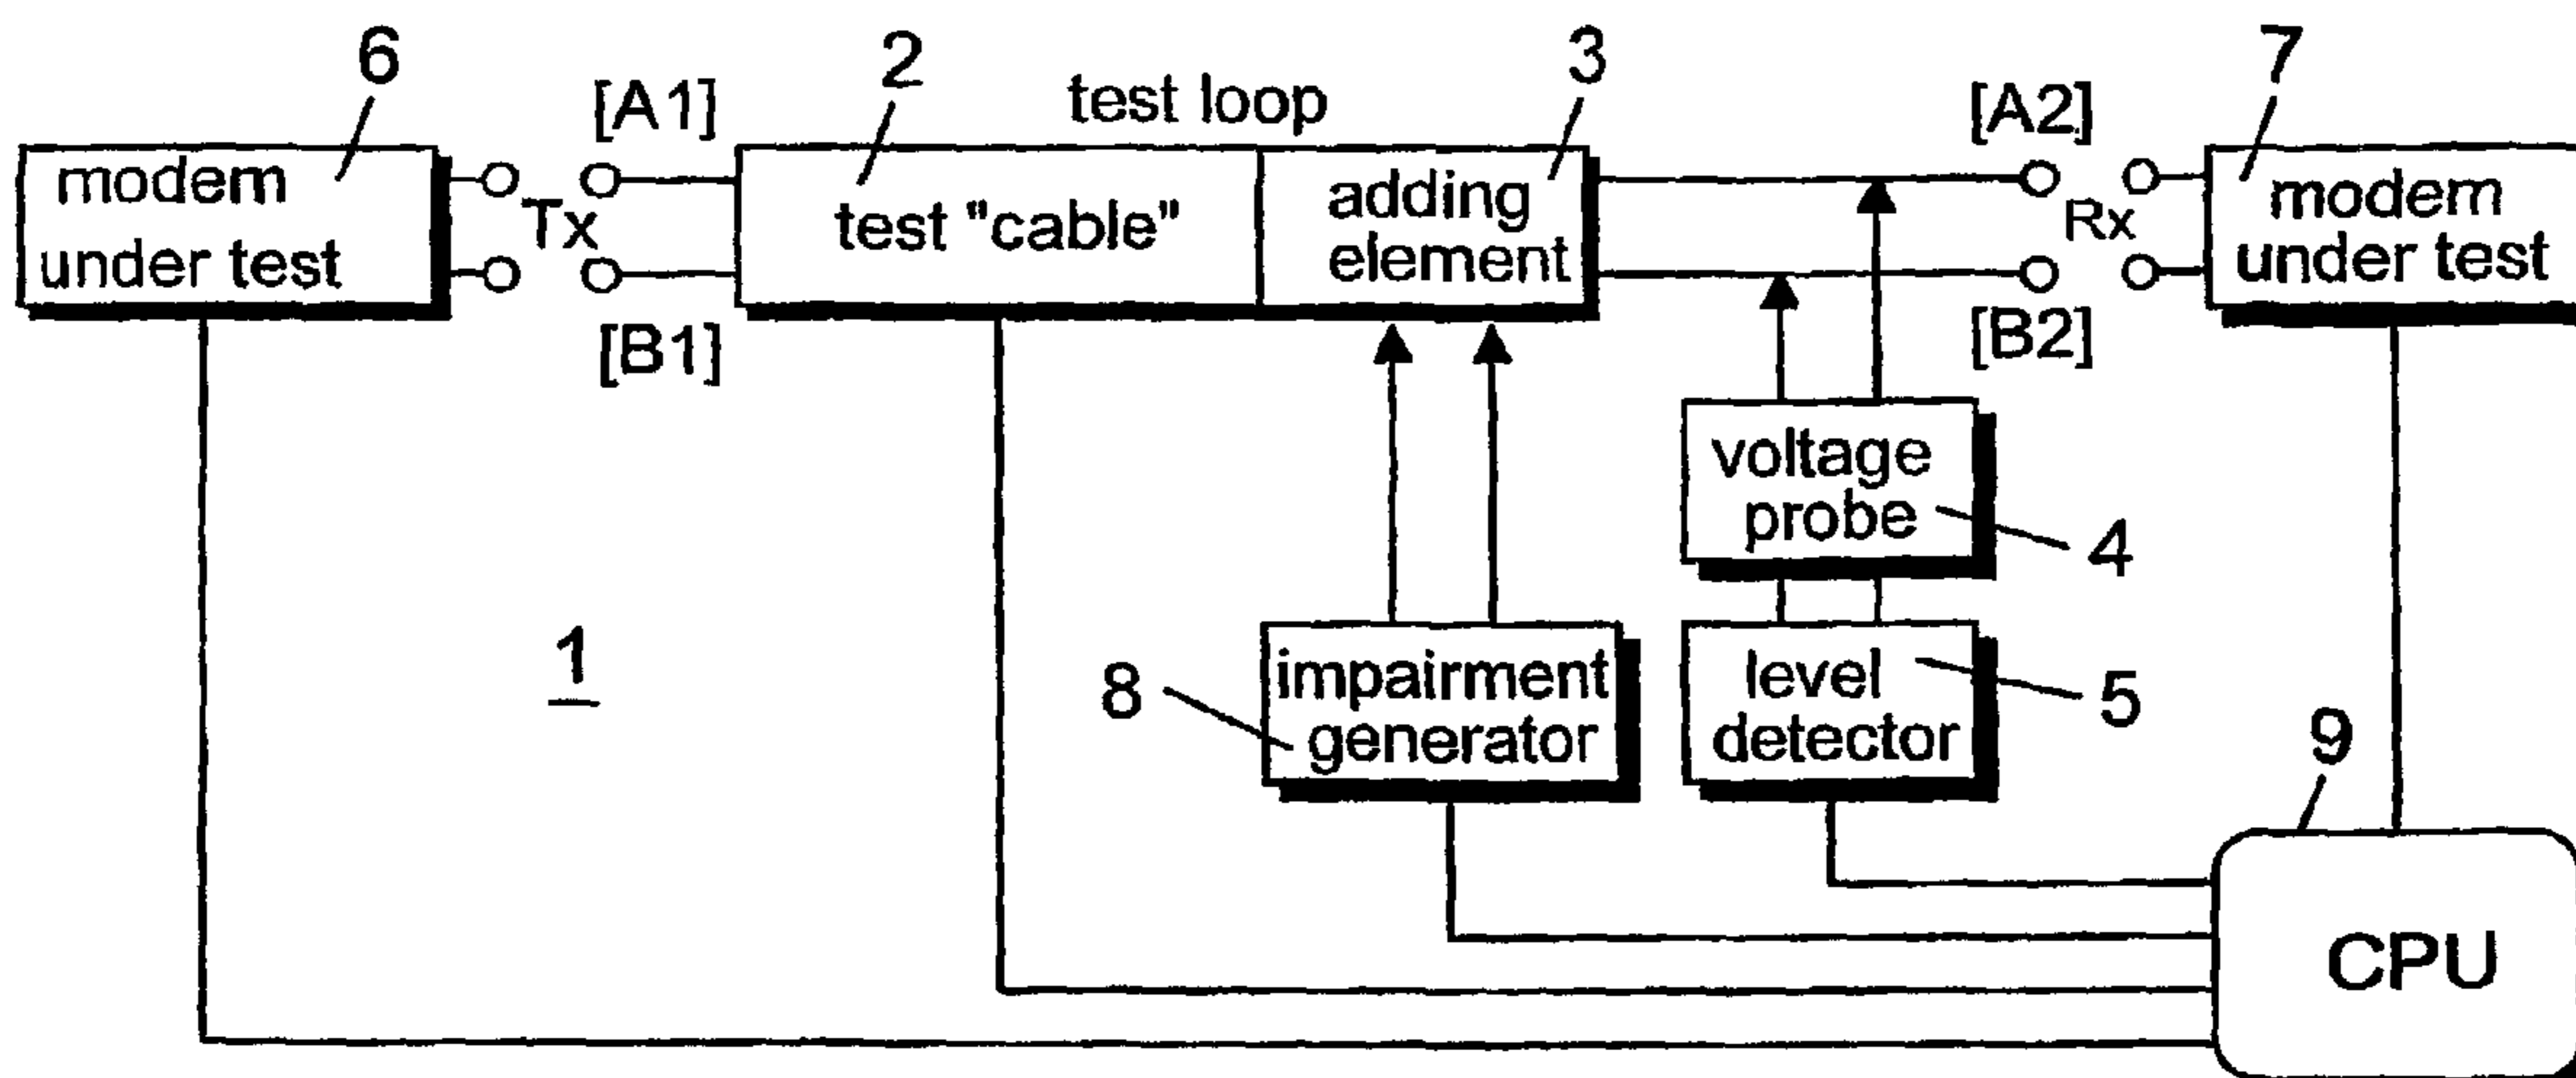 6
[A1]
2
test loop
3
[A2]
7
modem
under test
Tx
test "cable"
adding
element
Rx
modem
under test
[B1]
[B2]
voltage
probe
4
1
8
impairment
generator
level
detector
5
9
CPU